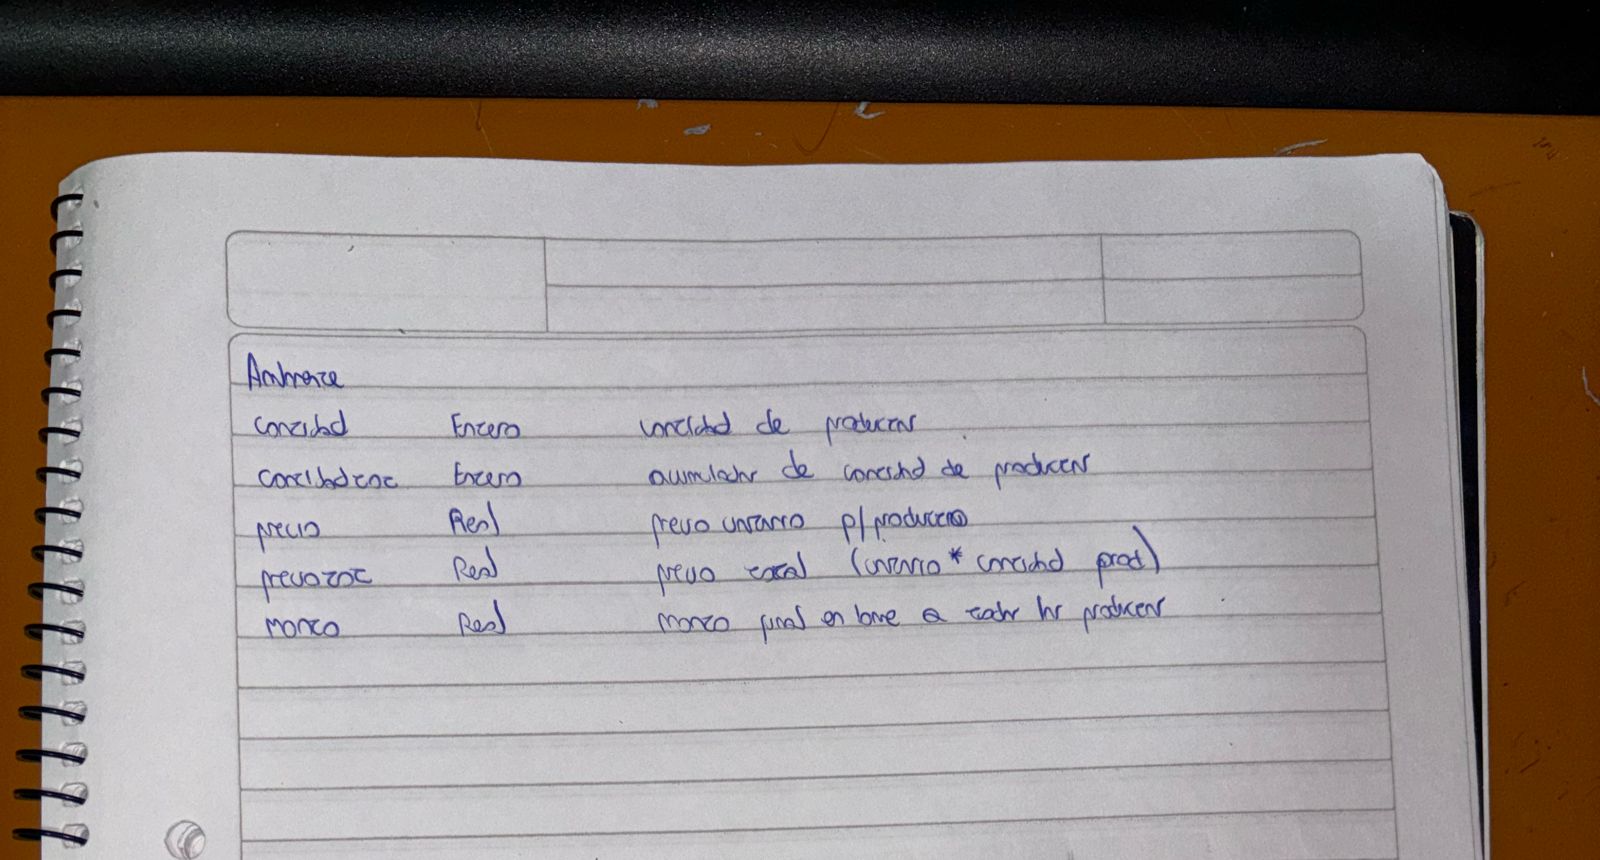 Ambiente
cantidad Entero cantidad de productos
cantidadtot Entero acumulador de cantidad de productos
precio Real precio unitario p/producto
preciotot Real precio total (unitario * cantidad prod)
monto Real monto final en base a todos los productos